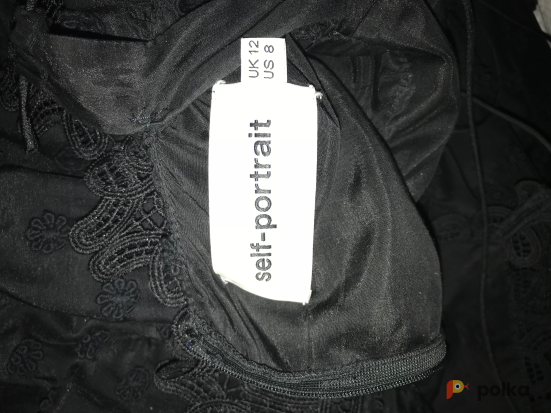 UK 12
US 8
self-portrait
polka